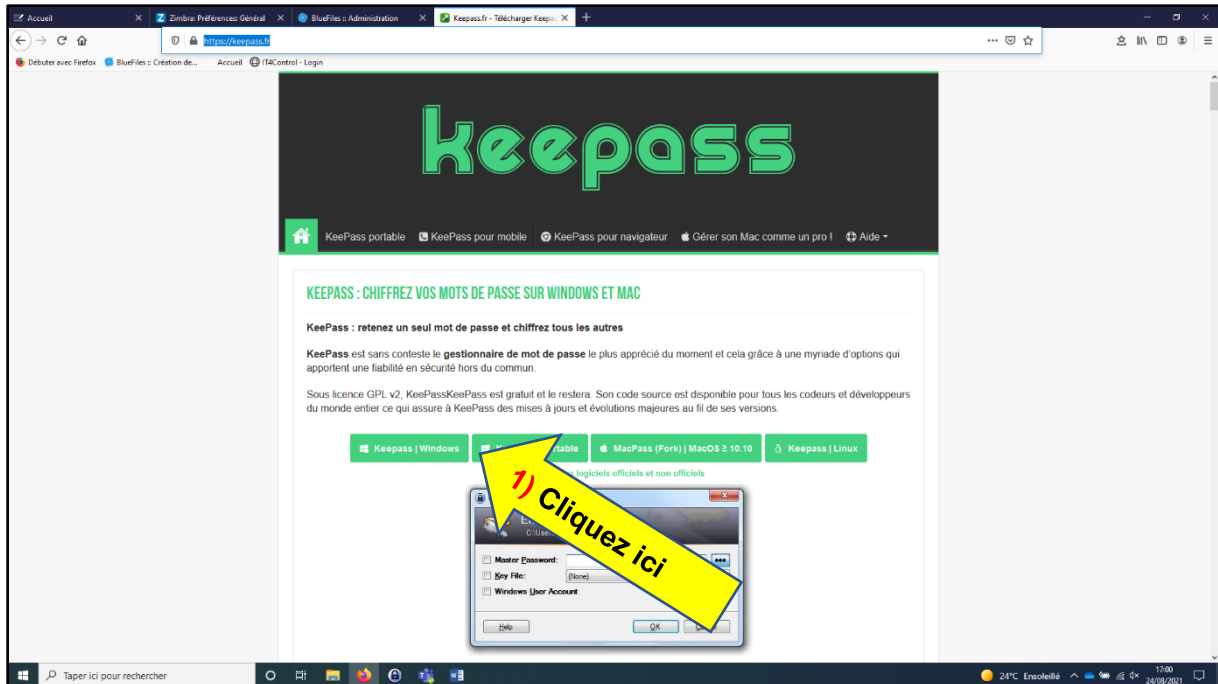 Accueil
Zimbra: Préférences: Général
BlueFiles :: Administration
Keepass.fr - Télécharger Keepas
https://keepass.fr
Débuter avec Firefox
BlueFiles :: Création de...
Accueil
IT4Control - Login
keepass
KeePass portable
KeePass pour mobile
KeePass pour navigateur
Gérer son Mac comme un pro !
Aide
KEEPASS : CHIFFREZ VOS MOTS DE PASSE SUR WINDOWS ET MAC
KeePass : retenez un seul mot de passe et chiffrez tous les autres
KeePass est sans conteste le gestionnaire de mot de passe le plus apprécié du moment et cela grâce à une myriade d'options qui
apportent une fiabilité en sécurité hors du commun.
Sous licence GPL v2, KeePassKeePass est gratuit et le restera. Son code source est disponible pour tous les codeurs et développeurs
du monde entier ce qui assure à KeePass des mises à jours et évolutions majeures au fil de ses versions.
Keepass | Windows
MacPass (Fork) | MacOS ≥ 10.10
Keepass | Linux
logiciels officiels et non officiels
1) Cliquez ici
Master Password:
Key File:
(None)
Windows User Account
Help
OK
Taper ici pour rechercher
24°C Ensoleillé
17:00
24/08/2021